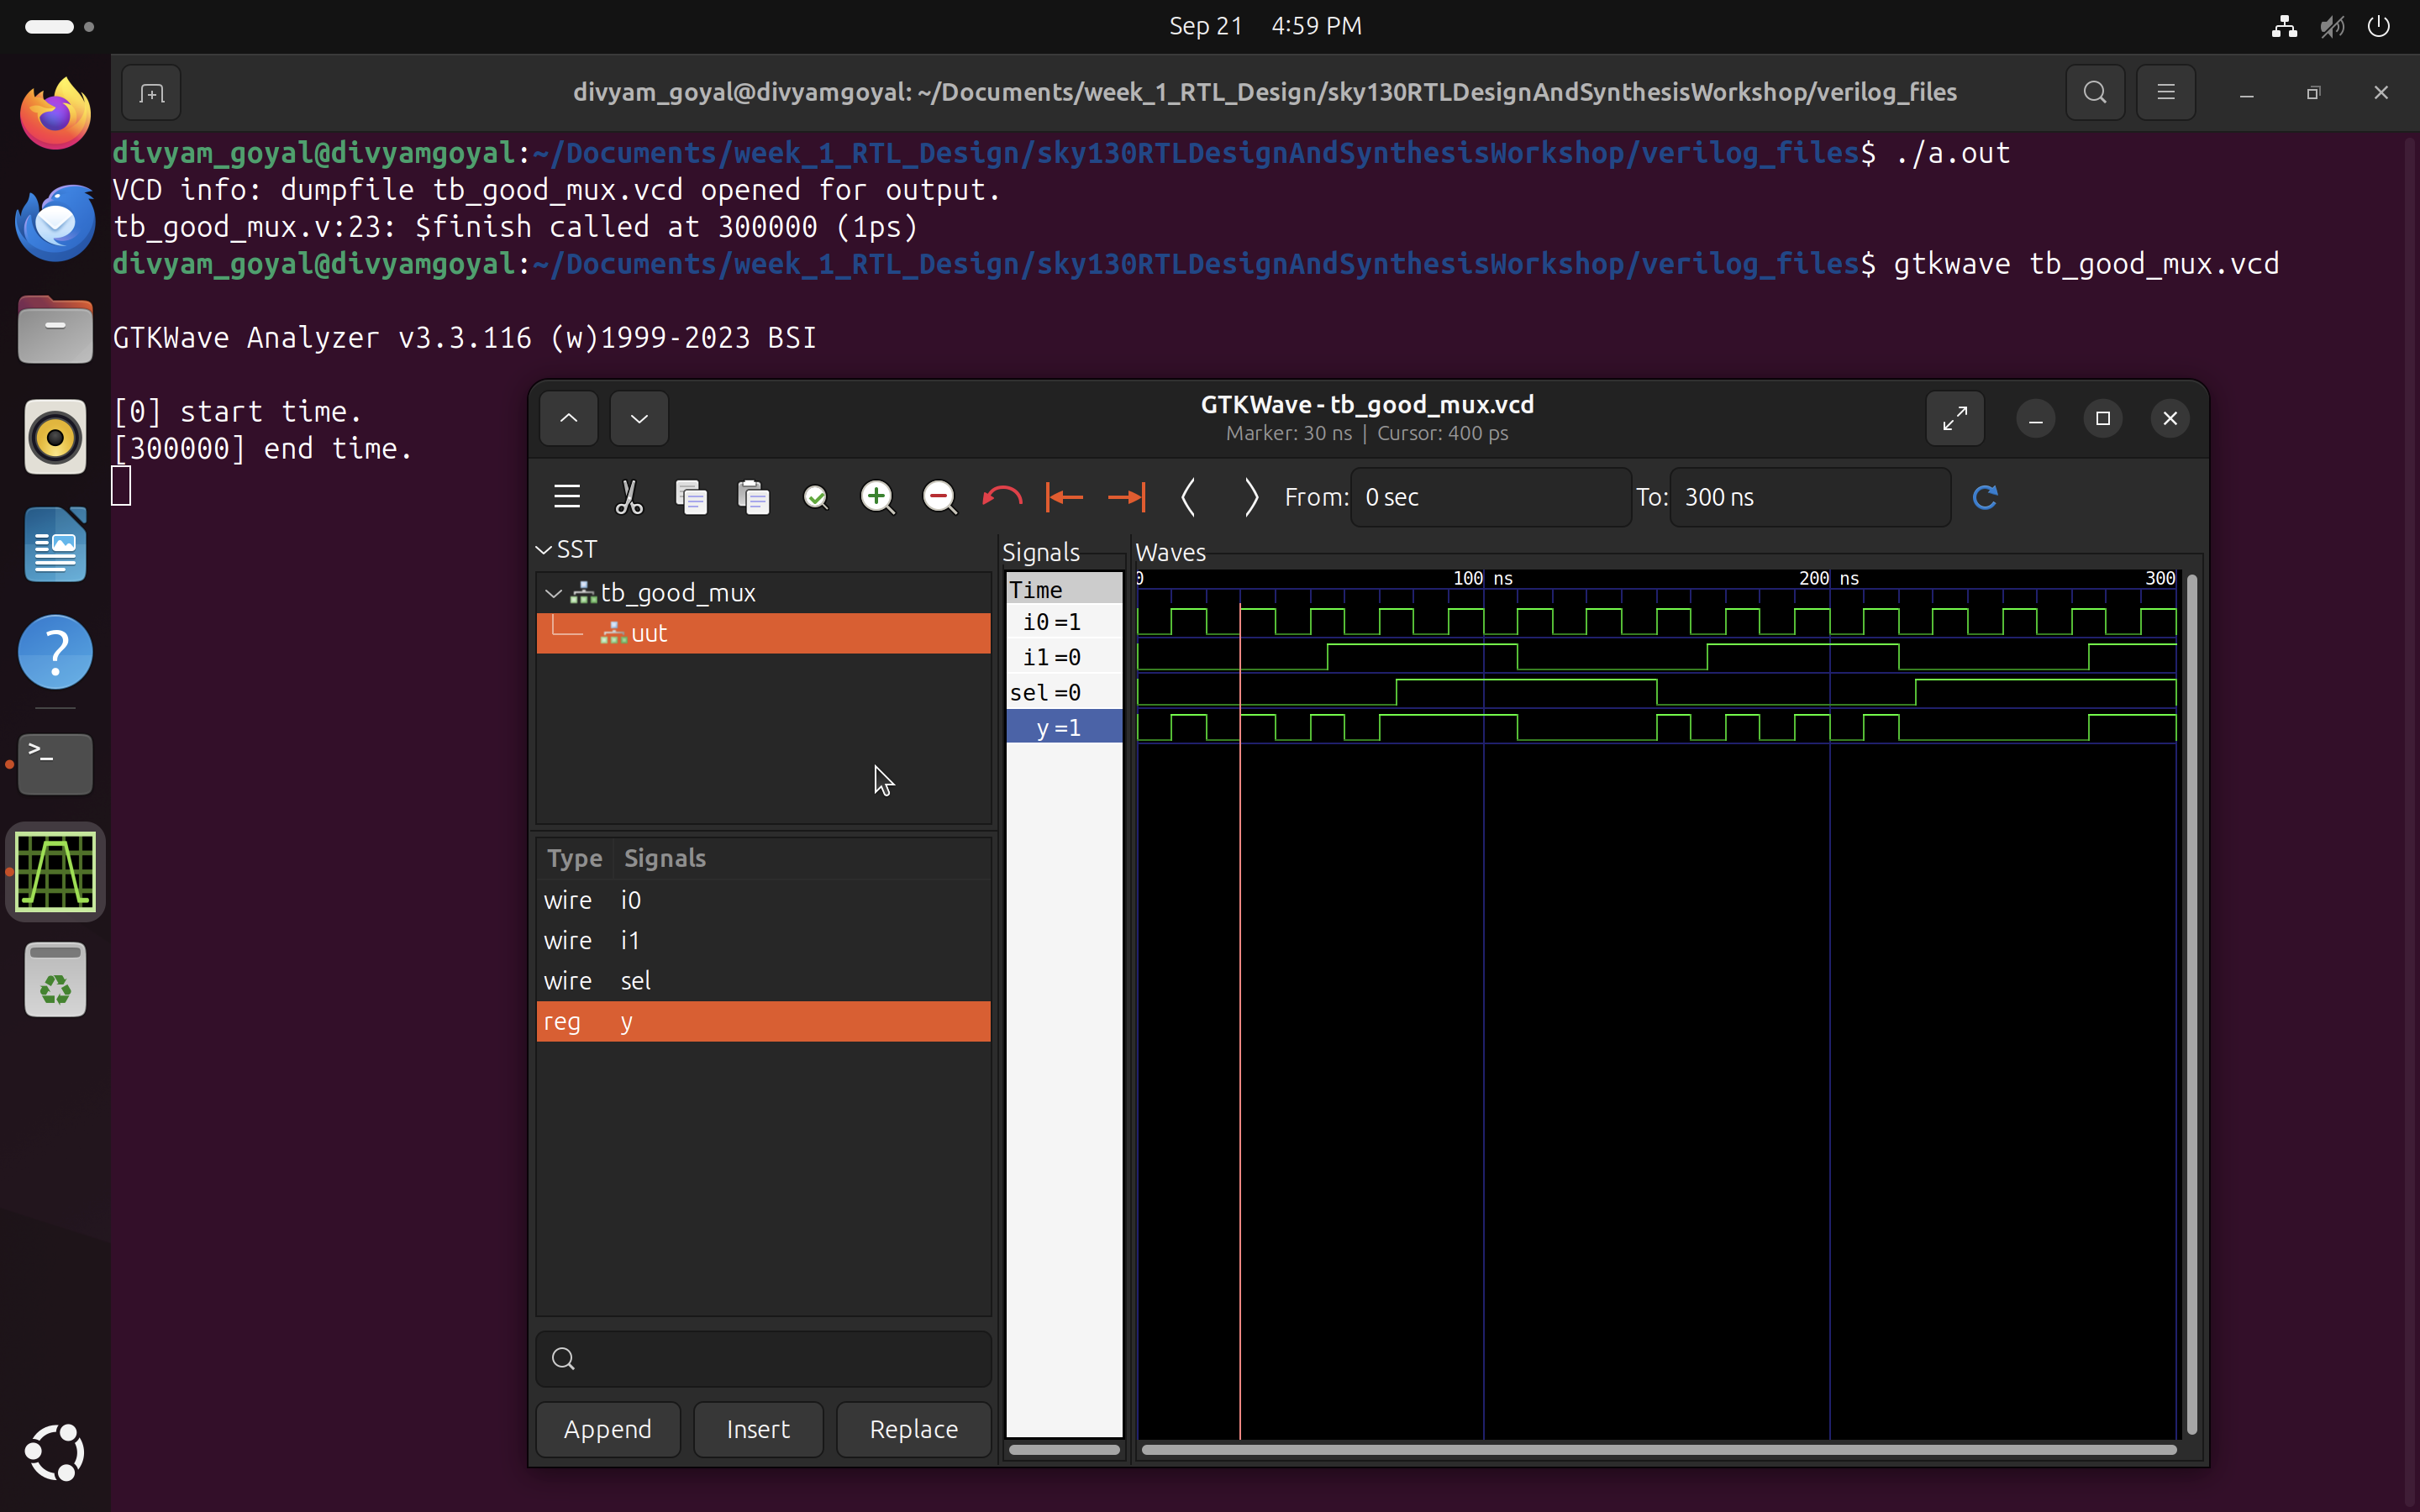 Sep 21 4:59 PM
divyam_goyal@divyamgoyal: ~/Documents/week_1_RTL_Design/sky130RTLDesignAndSynthesisWorkshop/verilog_files
divyam_goyal@divyamgoyal:~/Documents/week_1_RTL_Design/sky130RTLDesignAndSynthesisWorkshop/verilog_files$ ./a.out
VCD info: dumpfile tb_good_mux.vcd opened for output.
tb_good_mux.v:23: $finish called at 300000 (1ps)
divyam_goyal@divyamgoyal:~/Documents/week_1_RTL_Design/sky130RTLDesignAndSynthesisWorkshop/verilog_files$ gtkwave tb_good_mux.vcd
GTKWave Analyzer v3.3.116 (w)1999-2023 BSI
[0] start time.
[300000] end time.
GTKWave - tb_good_mux.vcd
Marker: 30 ns | Cursor: 400 ps
From: 0 sec To: 300 ns
SST
tb_good_mux
uut
Type Signals
wire i0
wire i1
wire sel
reg y
Append Insert Replace
Signals
Time
i0 =1
i1 =0
sel =0
y =1
Waves
0 100 ns 200 ns 300